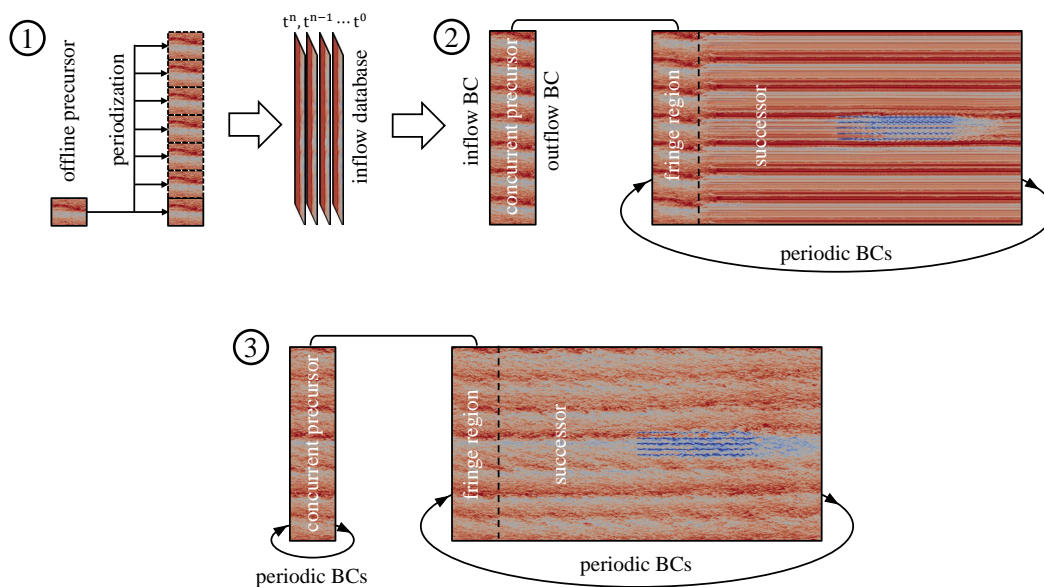 1
offline precursor
periodization
tⁿ, tⁿ⁻¹ ... t⁰
inflow database
2
inflow BC
concurrent precursor
outflow BC
fringe region
successor
periodic BCs
3
concurrent precursor
periodic BCs
fringe region
successor
periodic BCs